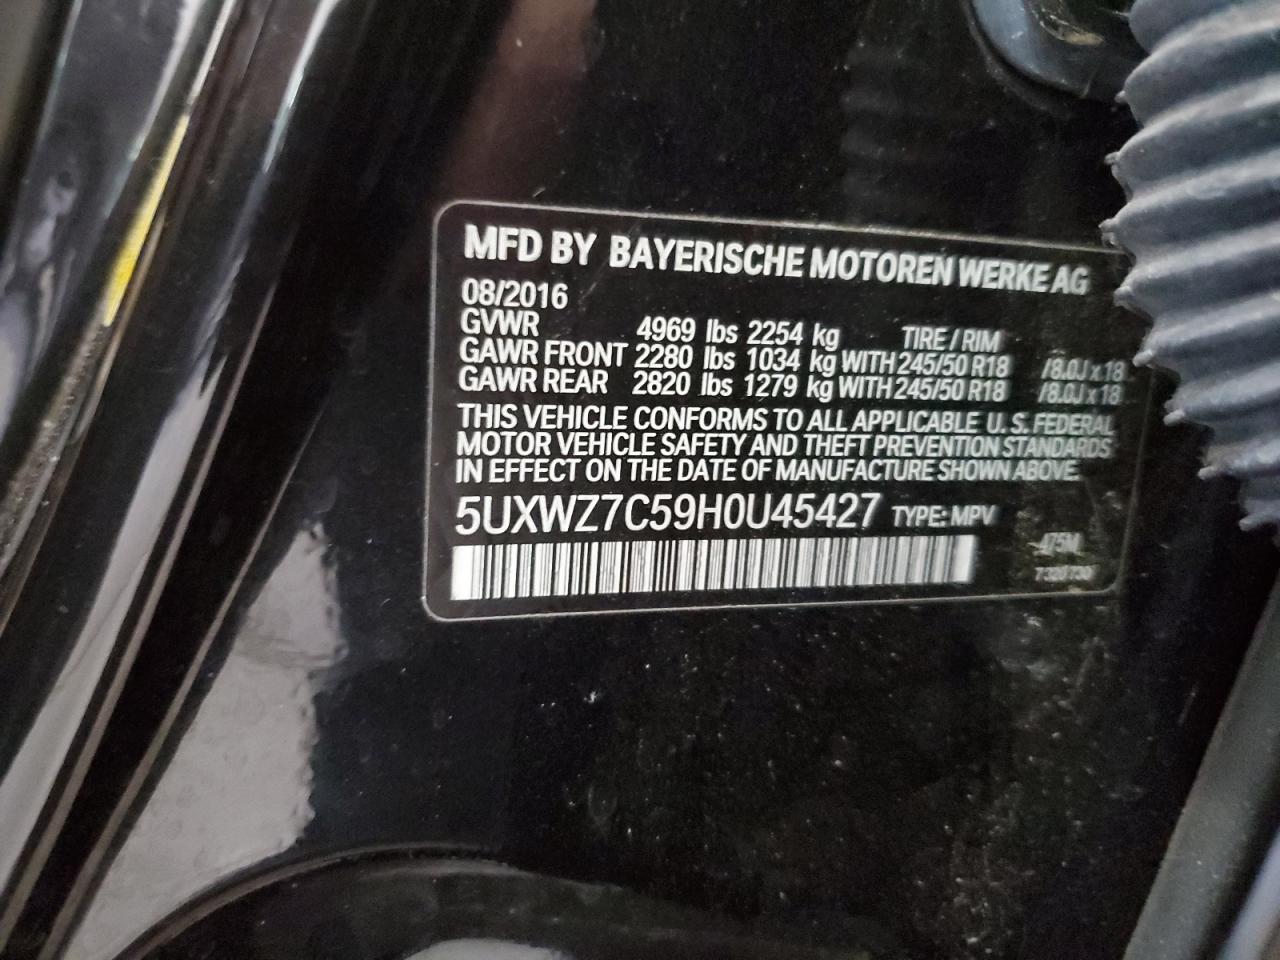 MFD BY BAYERISCHE MOTOREN WERKE AG
08/2016
GVWR 4969 lbs 2254 kg TIRE / RIM
GAWR FRONT 2280 lbs 1034 kg WITH 245/50 R18 /8.0J x 18
GAWR REAR 2820 lbs 1279 kg WITH 245/50 R18 /8.0J x 18
THIS VEHICLE CONFORMS TO ALL APPLICABLE U.S. FEDERAL
MOTOR VEHICLE SAFETY AND THEFT PREVENTION STANDARDS
IN EFFECT ON THE DATE OF MANUFACTURE SHOWN ABOVE.
5UXWZ7C59H0U45427 TYPE: MPV
475M